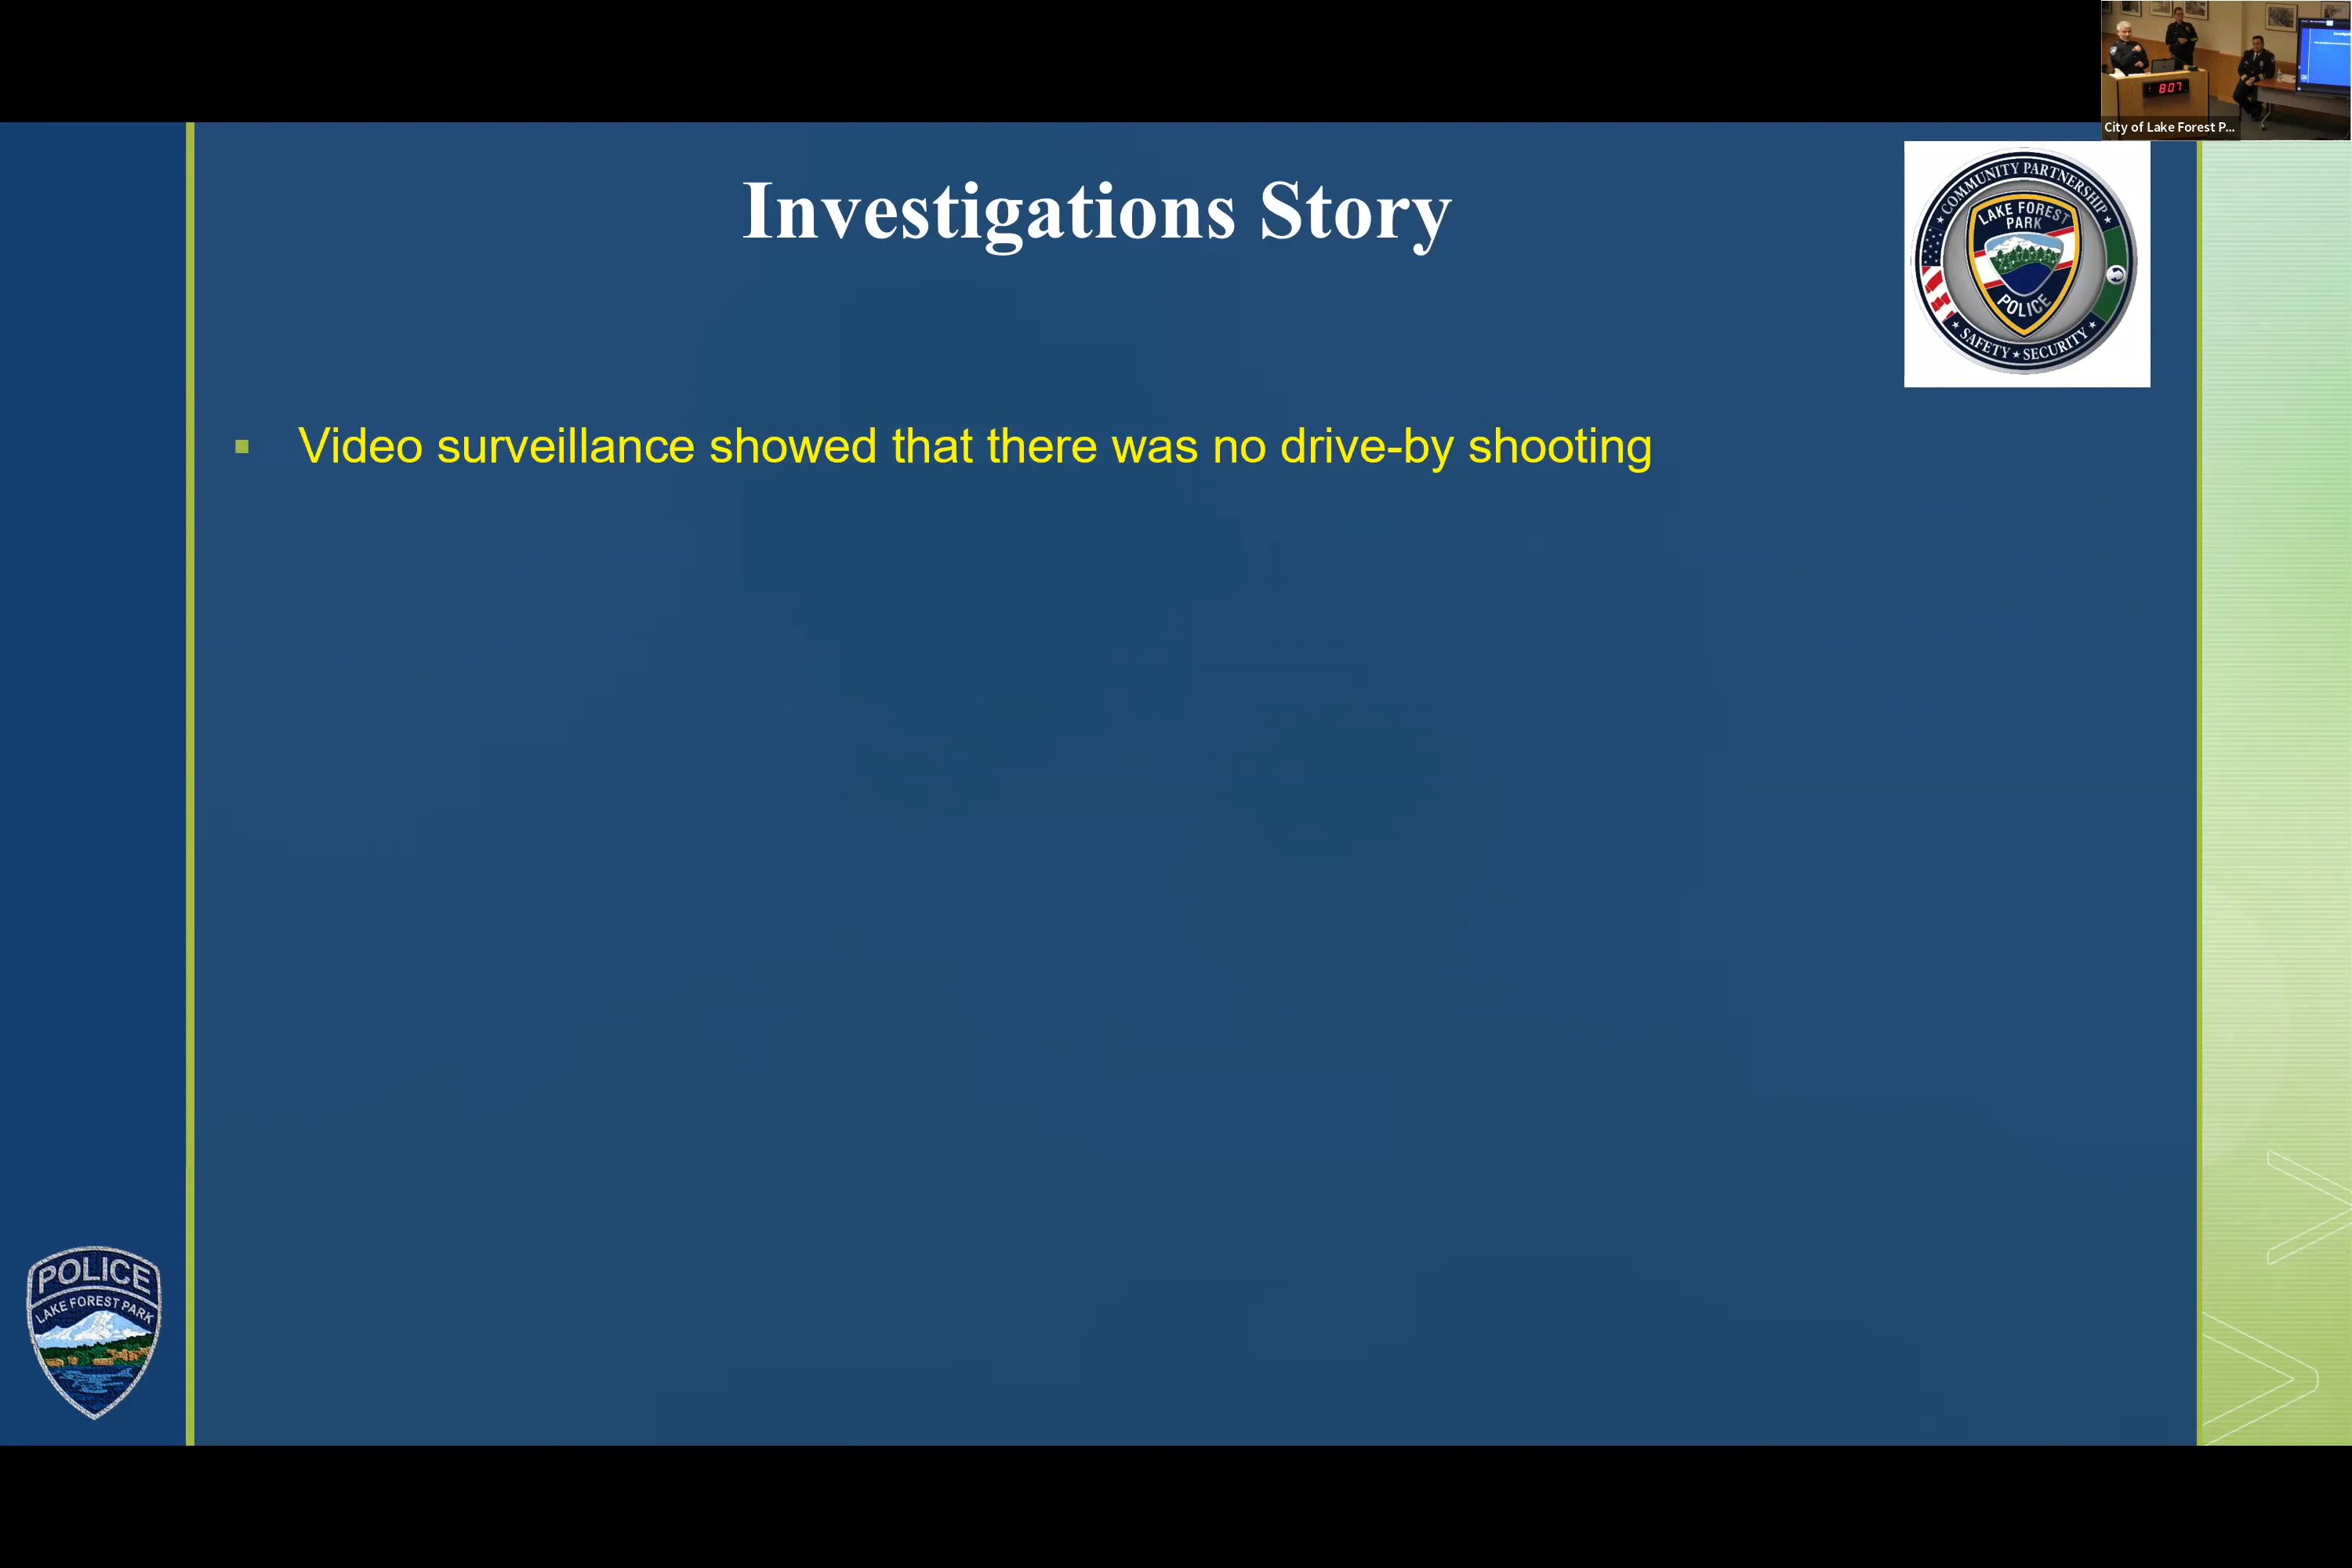 807
City of Lake Forest P...
Investigations Story
COMMUNITY PARTNERSHIP
LAKE FOREST
PARK
POLICE
SAFETY ★ SECURITY
Video surveillance showed that there was no drive-by shooting
POLICE
LAKE FOREST PARK